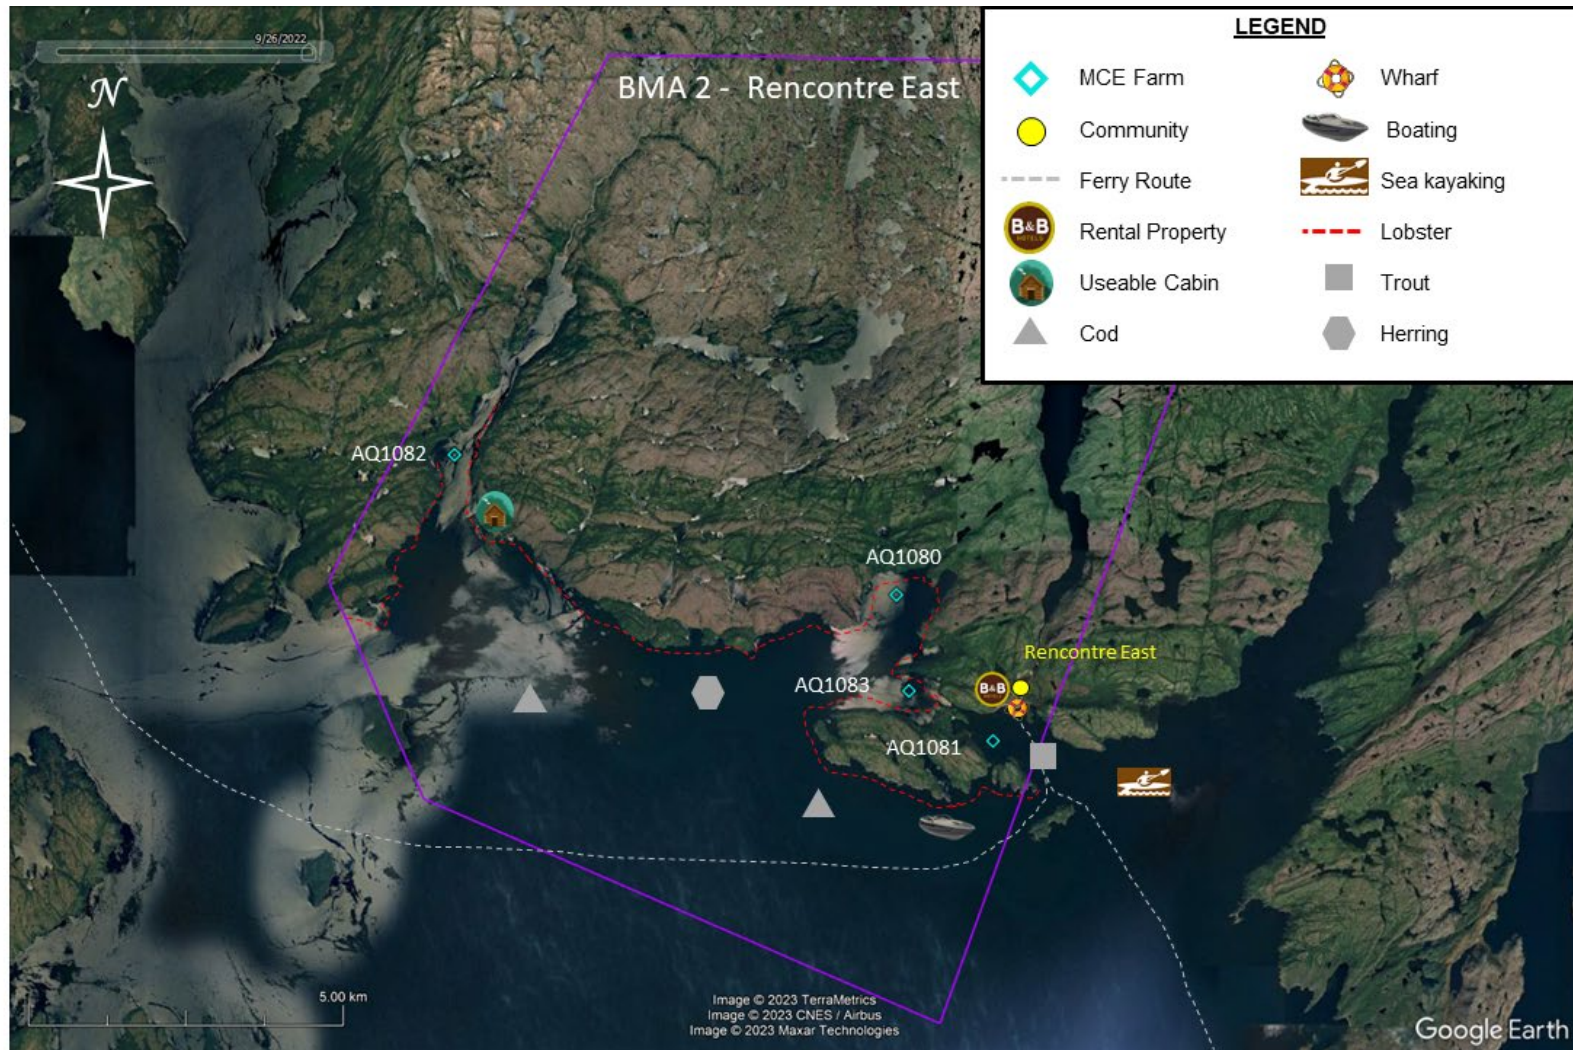 9/26/2022
N
BMA 2 - Rencontre East
LEGEND
MCE Farm
Wharf
Community
Boating
Ferry Route
Sea kayaking
B&B
HOTELS
Rental Property
Lobster
Useable Cabin
Trout
Cod
Herring
AQ1082
AQ1080
Rencontre East
AQ1083
B&B
AQ1081
5.00 km
Image © 2023 TerraMetrics
Image © 2023 CNES / Airbus
Image © 2023 Maxar Technologies
Google Earth